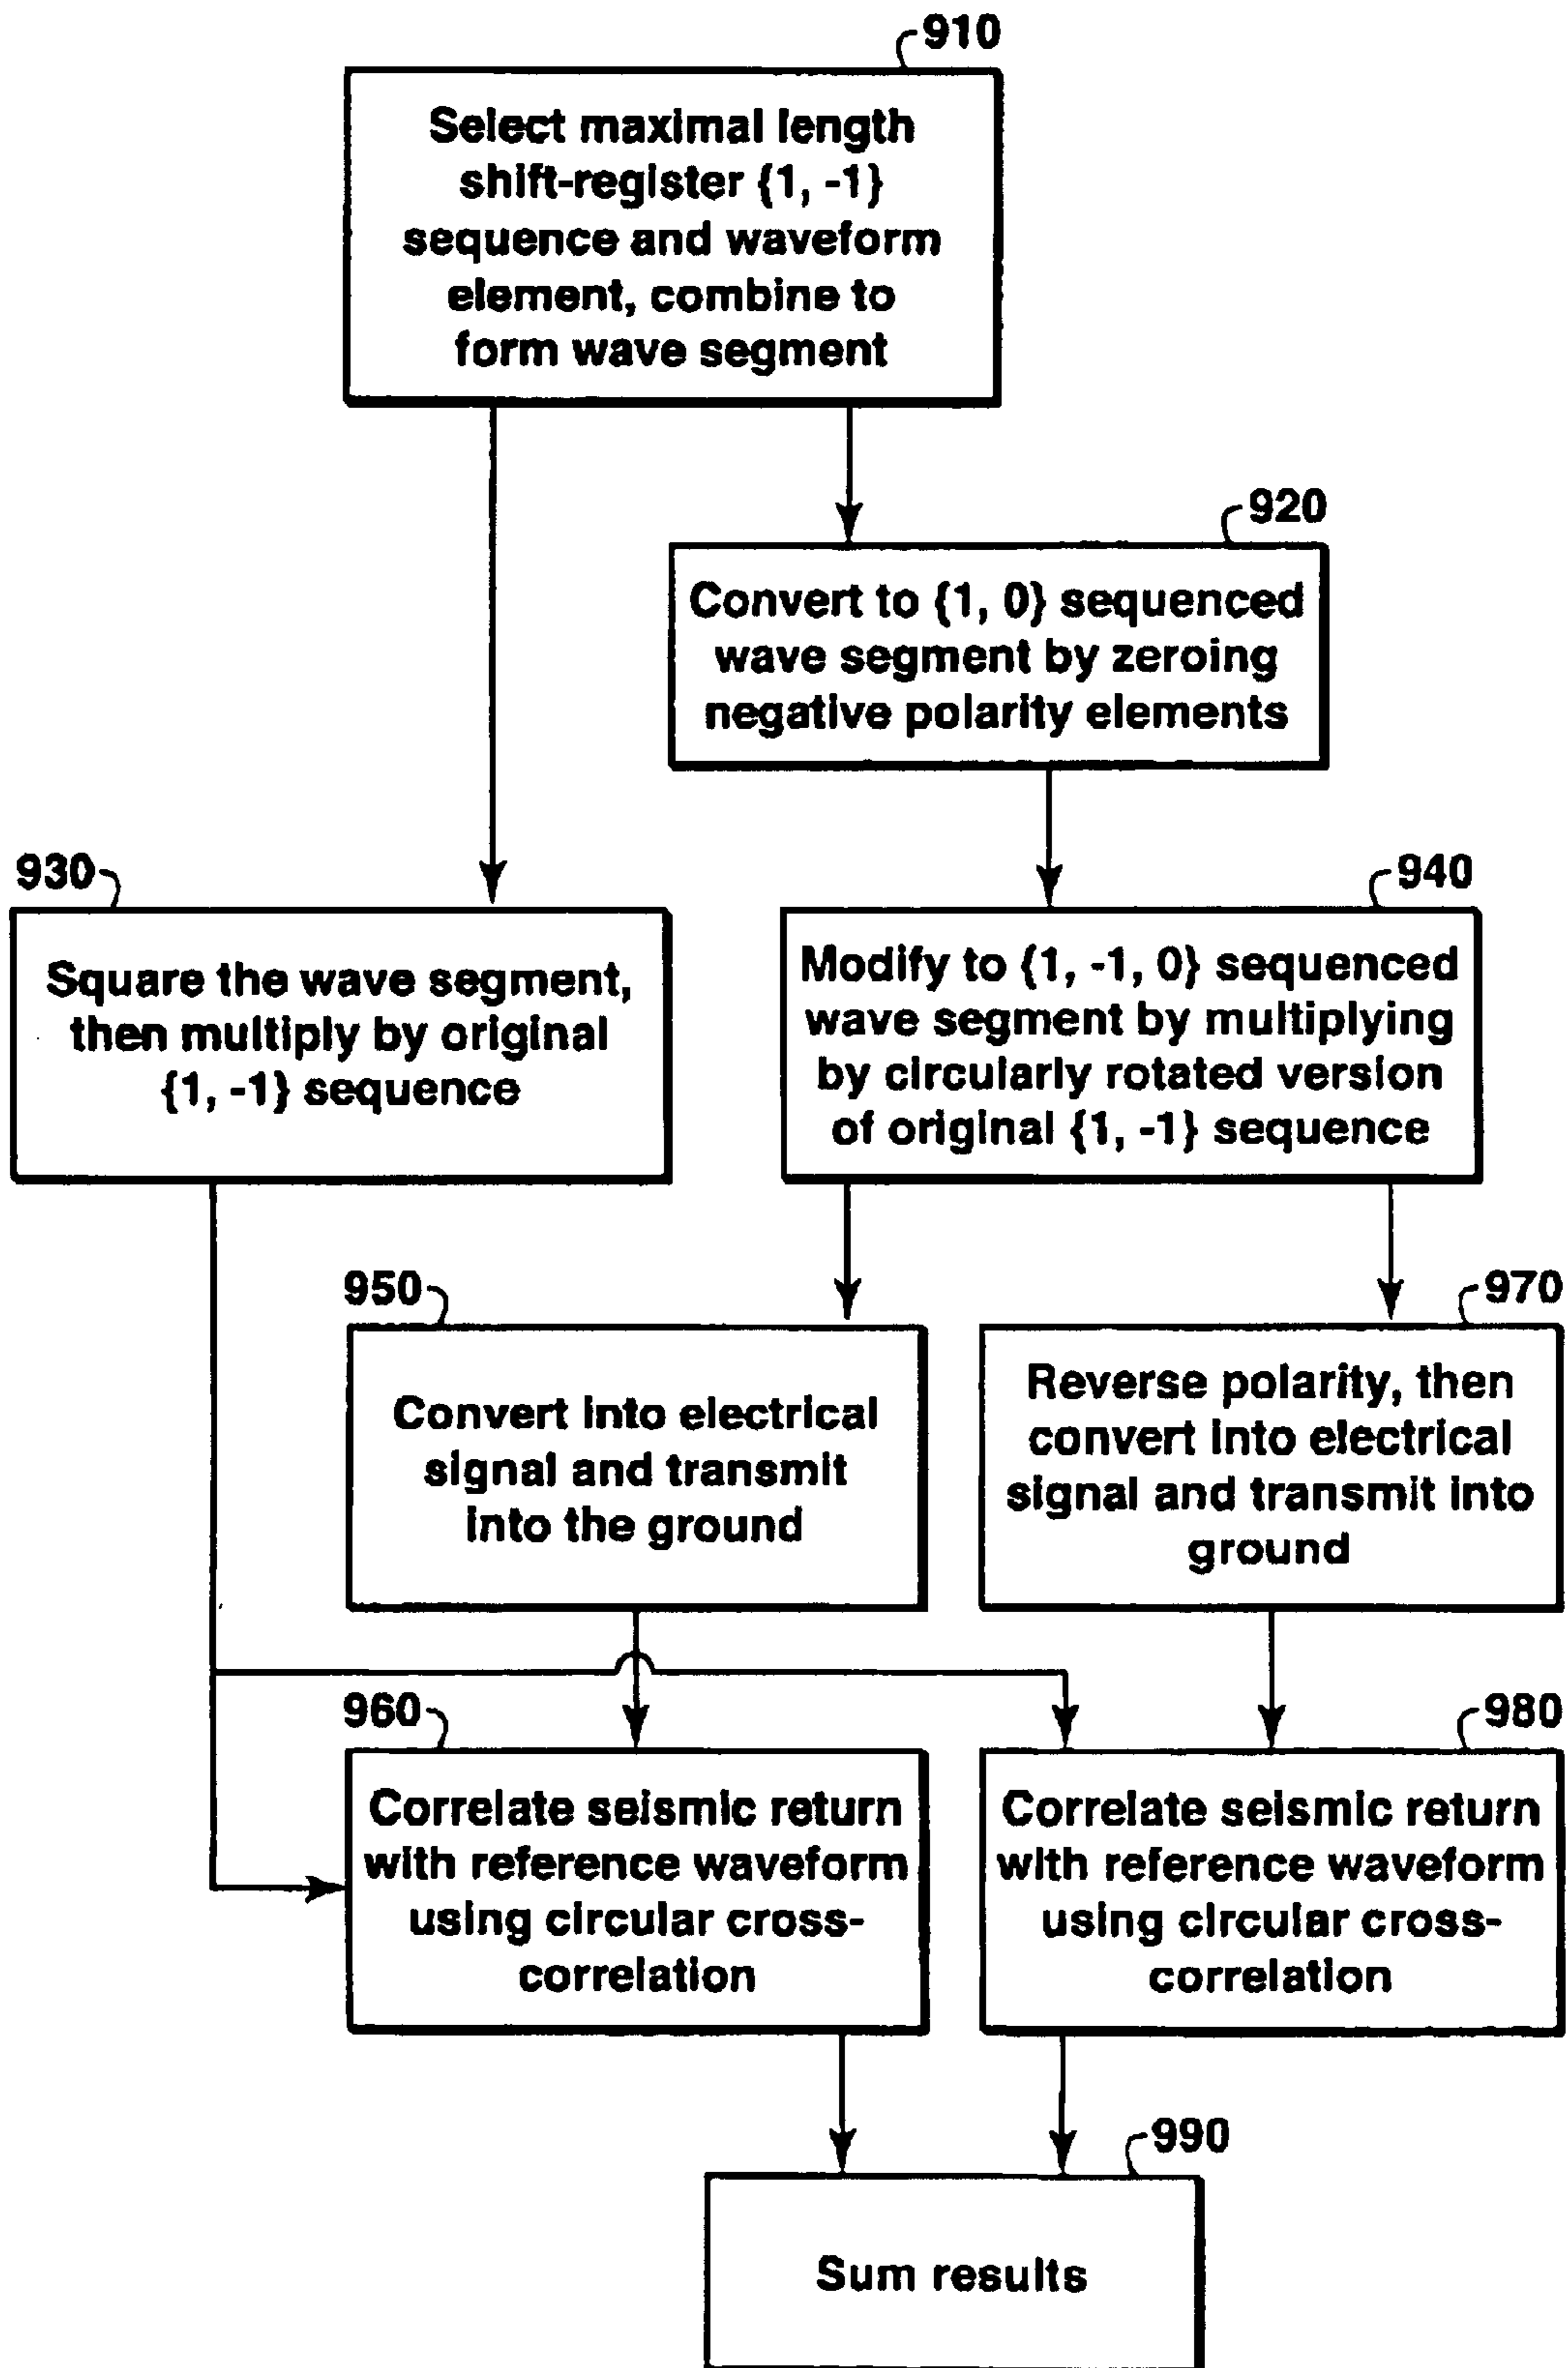 910
Select maximal length
shift-register {1, -1}
sequence and waveform
element, combine to
form wave segment
920
Convert to {1, 0} sequenced
wave segment by zeroing
negative polarity elements
930
Square the wave segment,
then multiply by original
{1, -1} sequence
940
Modify to {1, -1, 0} sequenced
wave segment by multiplying
by circularly rotated version
of original {1, -1} sequence
950
Convert into electrical
signal and transmit
into the ground
970
Reverse polarity, then
convert into electrical
signal and transmit into
ground
960
Correlate seismic return
with reference waveform
using circular cross-
correlation
980
Correlate seismic return
with reference waveform
using circular cross-
correlation
990
Sum results